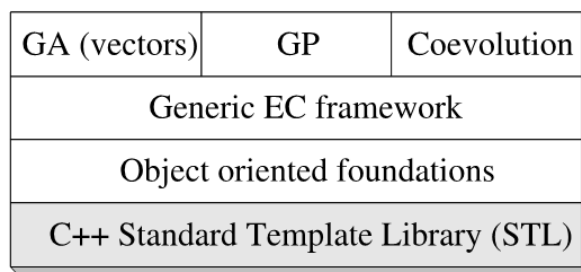 GA (vectors) GP Coevolution
Generic EC framework
Object oriented foundations
C++ Standard Template Library (STL)